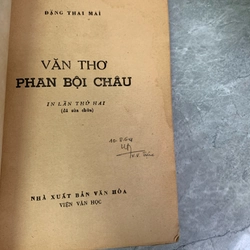 ĐẶNG THAI MAI
VĂN THƠ
PHAN BỘI CHÂU
IN LẦN THỨ HAI
(đã sửa chữa)
NHÀ XUẤT BẢN VĂN HÓA
VIỆN VĂN HỌC